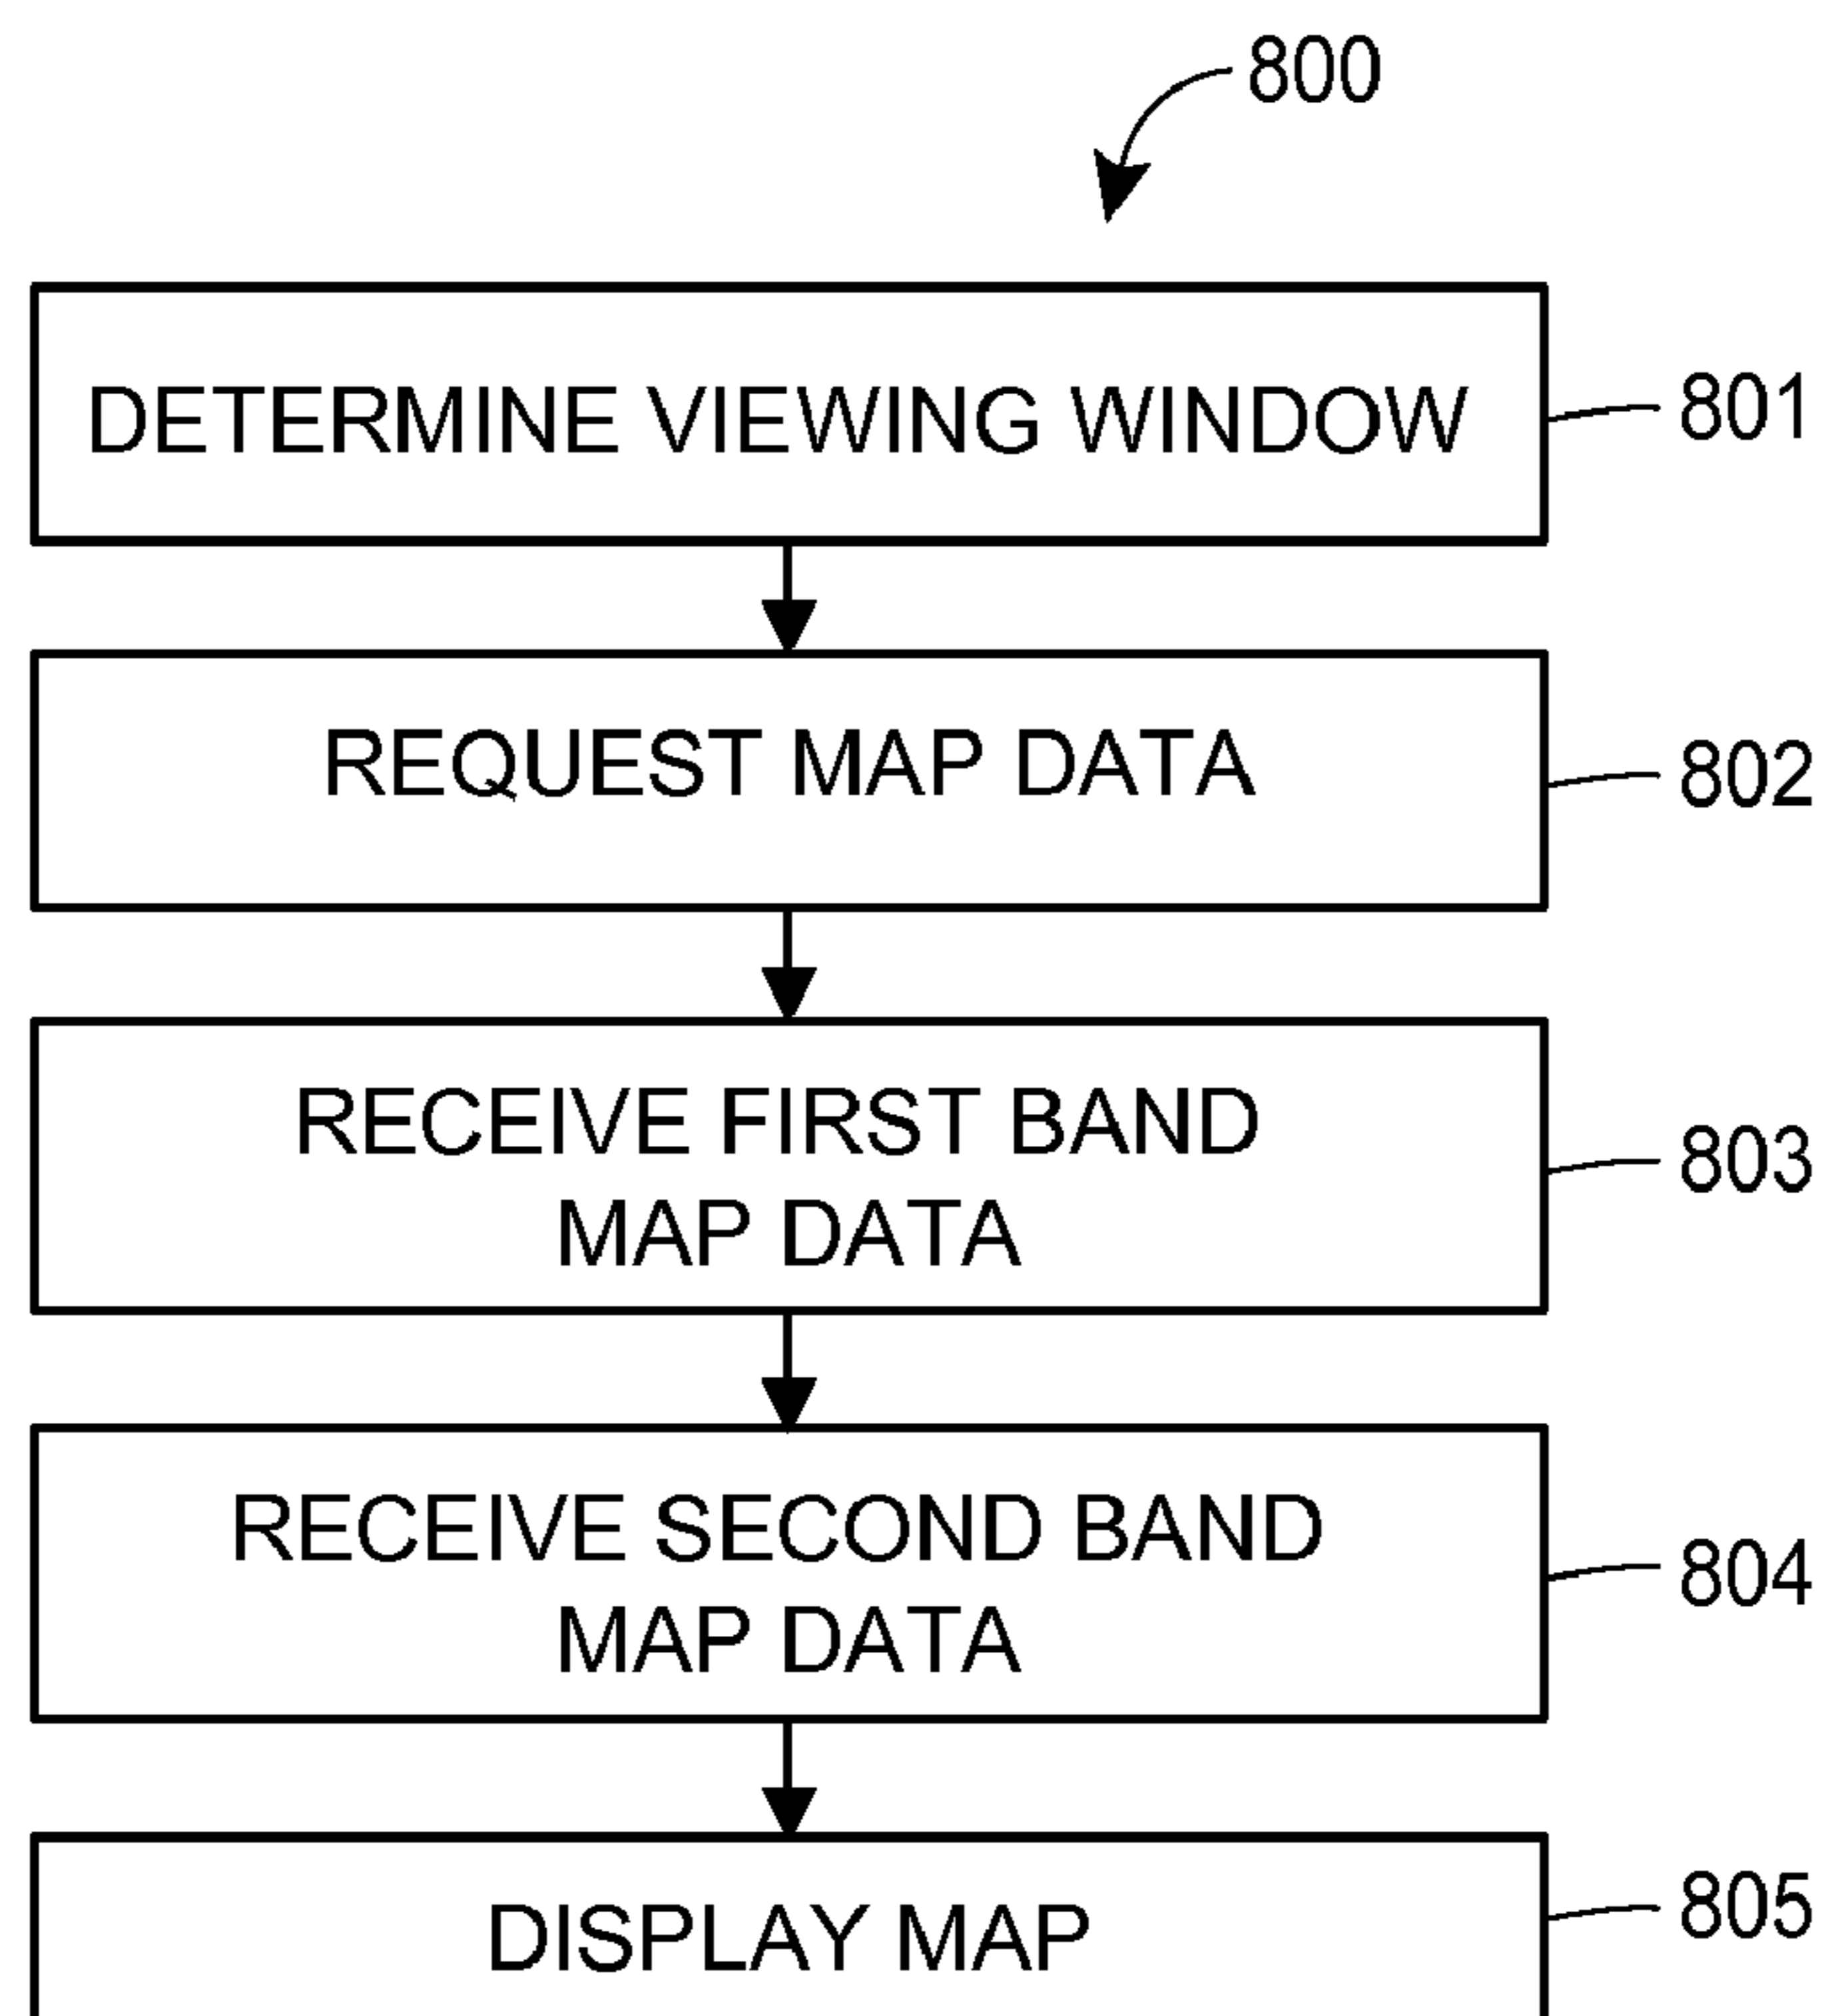 800
DETERMINE VIEWING WINDOW
801
REQUEST MAP DATA
802
RECEIVE FIRST BAND
MAP DATA
803
RECEIVE SECOND BAND
MAP DATA
804
DISPLAY MAP
805